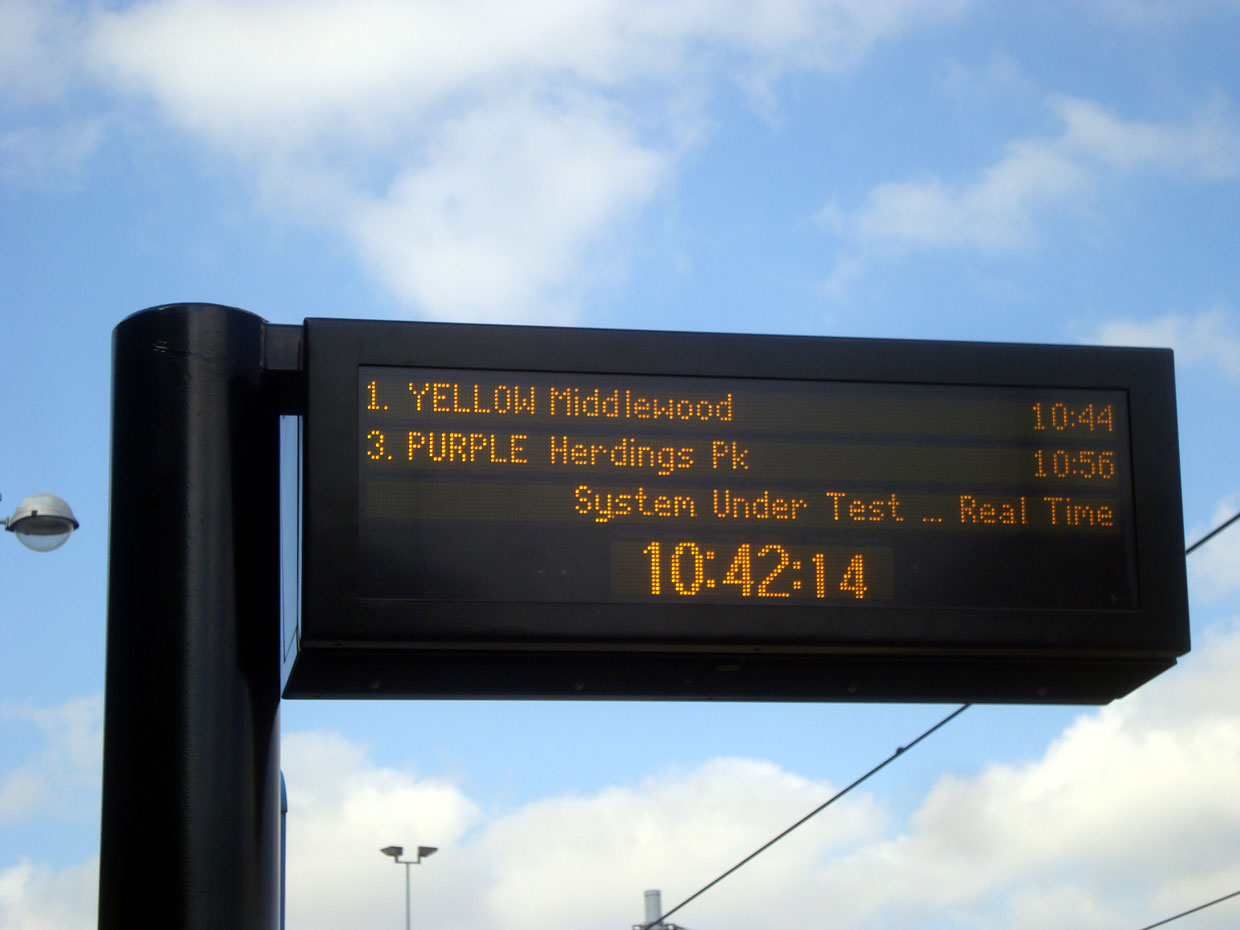 1. YELLOW Middlewood 10:44
3. PURPLE Herdings Pk 10:56
System Under Test ... Real Time
10:42:14